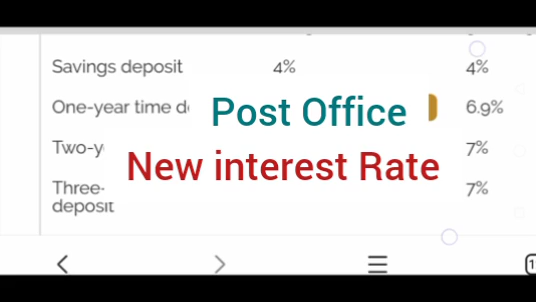 Savings deposit 4% 4%
One-year time de 6.9%
Post Office
Two-y 7%
New interest Rate
Three- 7%
deposit